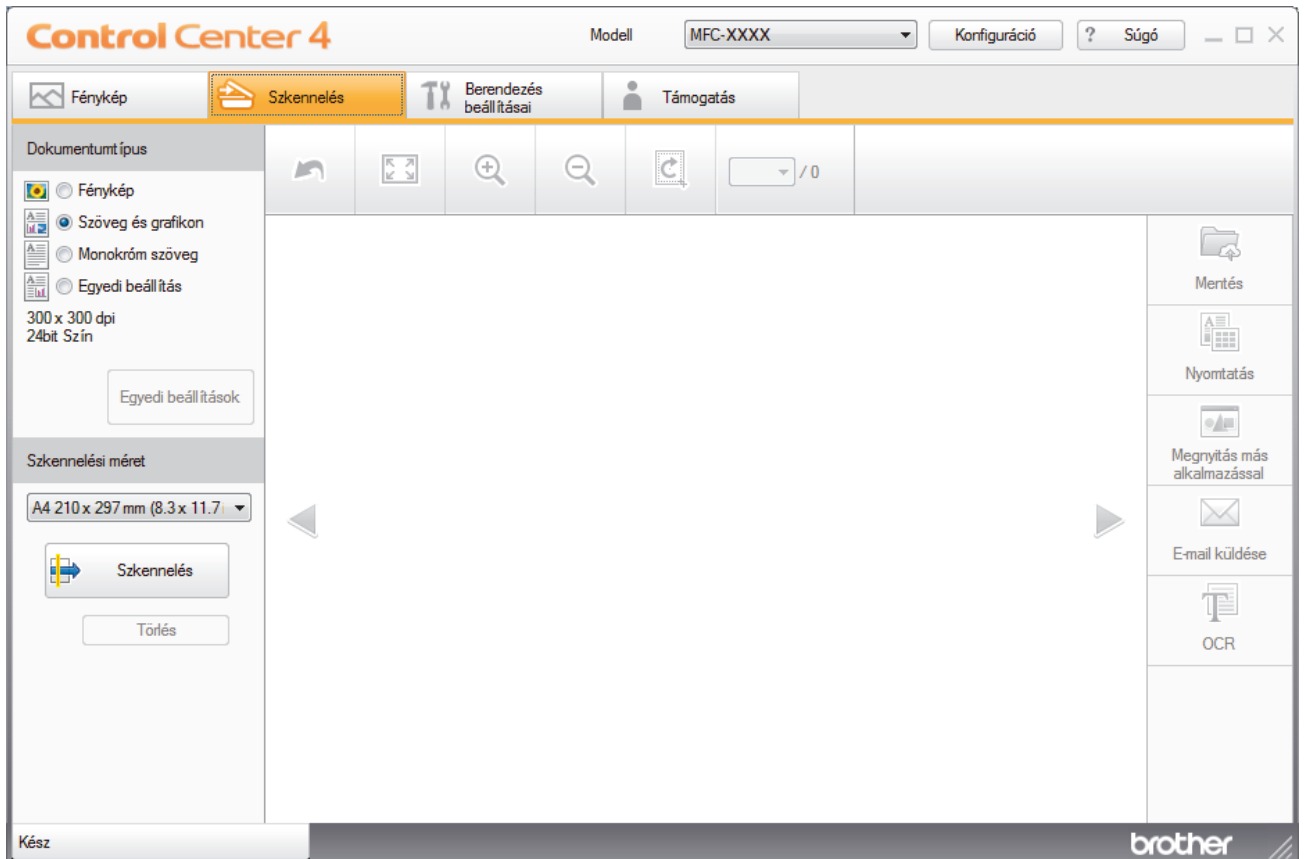 Control Center 4
Modell
MFC-XXXX
Konfiguráció
? Súgó
Fénykép
Szkennelés
Berendezés
beállításai
Támogatás
Dokumentumtípus
/ 0
Fénykép
Szöveg és grafikon
Monokróm szöveg
Egyedi beállítás
300 x 300 dpi
24bit Szín
Egyedi beállítások
Szkennelési méret
A4 210 x 297 mm (8.3 x 11.7
Szkennelés
Törlés
Mentés
Nyomtatás
Megnyitás más
alkalmazással
E-mail küldése
OCR
Kész
brother